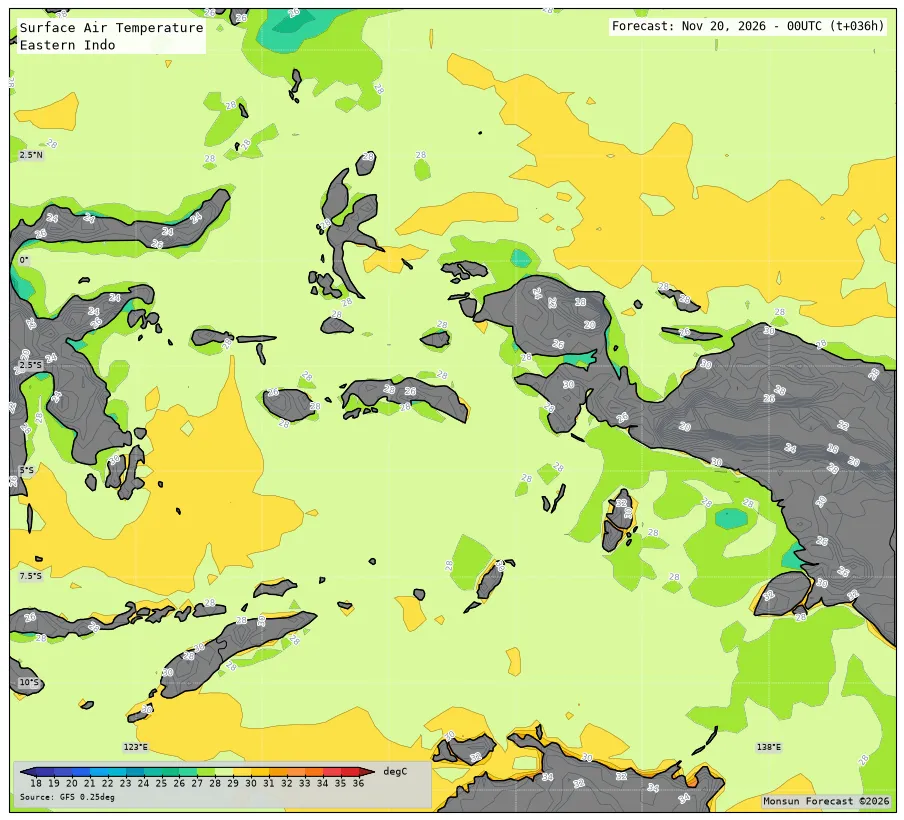 Surface Air Temperature
Eastern Indo
Forecast: Nov 20, 2026 - 00UTC (t+036h)
2.5°N
0°
2.5°S
5°S
7.5°S
10°S
123°E
138°E
degC
18 19 20 21 22 23 24 25 26 27 28 29 30 31 32 33 34 35 36
Source: GFS 0.25deg
Monsun Forecast ©2026